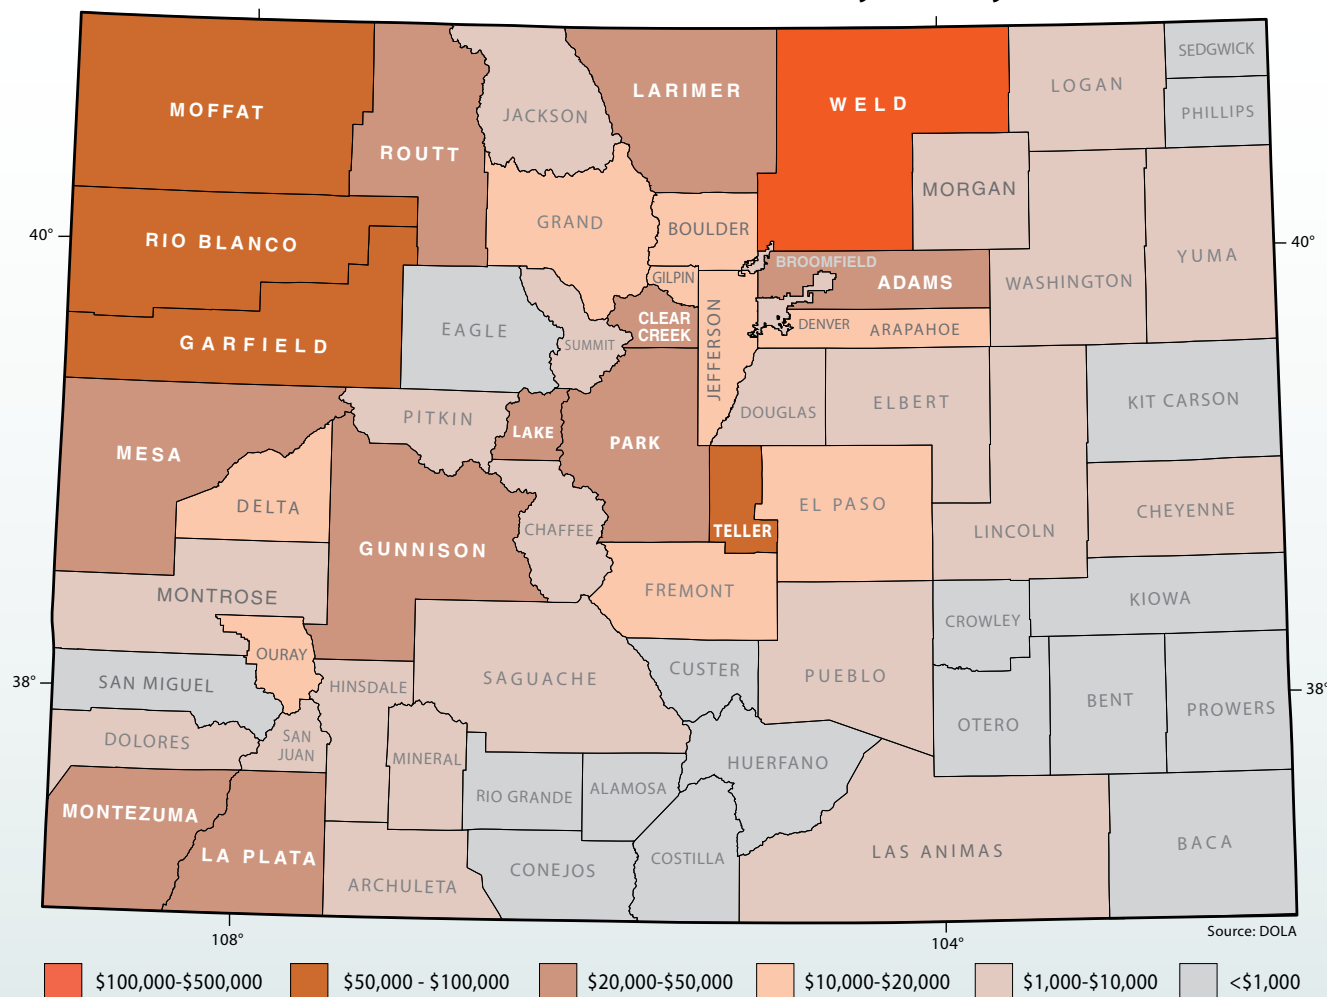 SEDGWICK
LOGAN
LARIMER
MOFFAT
WELD
PHILLIPS
JACKSON
ROUTT
MORGAN
GRAND
BOULDER
40°
RIO BLANCO
40°
YUMA
BROOMFIELD
GILPIN
ADAMS
WASHINGTON
CLEAR
CREEK
DENVER
ARAPAHOE
EAGLE
GARFIELD
SUMMIT
JEFFERSON
KIT CARSON
ELBERT
DOUGLAS
PITKIN
LAKE
PARK
MESA
DELTA
EL PASO
CHEYENNE
TELLER
LINCOLN
CHAFFEE
GUNNISON
FREMONT
MONTROSE
KIOWA
CROWLEY
OURAY
CUSTER
PUEBLO
SAGUACHE
38°
SAN MIGUEL
HINSDALE
38°
BENT
PROWERS
OTERO
DOLORES
SAN
JUAN
MINERAL
HUERFANO
RIO GRANDE
ALAMOSA
MONTEZUMA
LA PLATA
COSTILLA
LAS ANIMAS
BACA
CONEJOS
ARCHULETA
Source: DOLA
108°
104°
$100,000-$500,000
$50,000 - $100,000
$20,000-$50,000
$10,000-$20,000
$1,000-$10,000
<$1,000